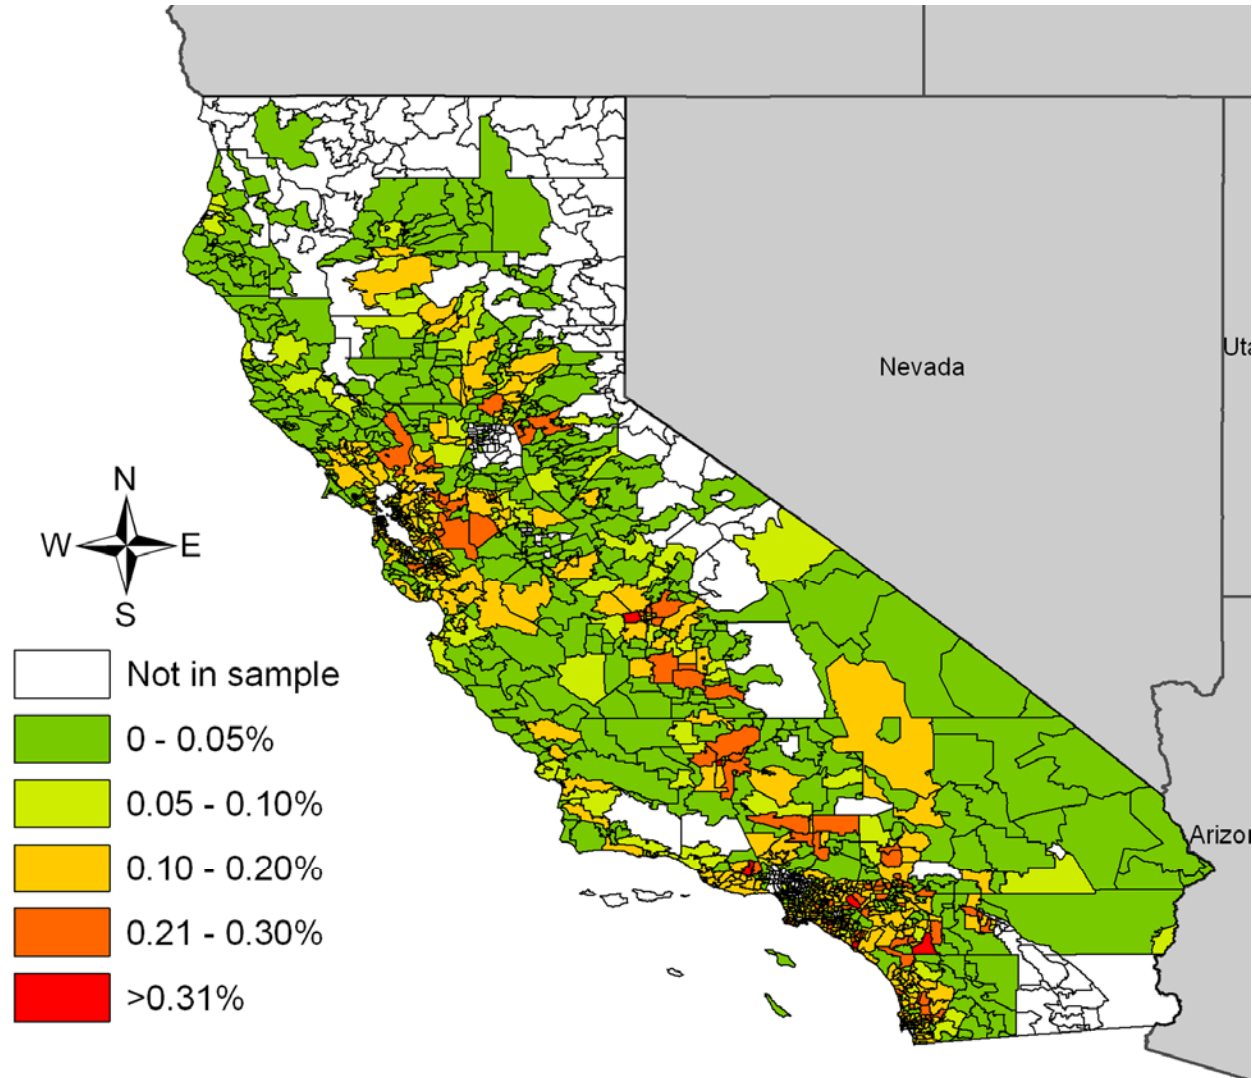 Nevada
Uta
N
W E
S
Not in sample
0 - 0.05%
0.05 - 0.10%
0.10 - 0.20%
Arizor
0.21 - 0.30%
>0.31%